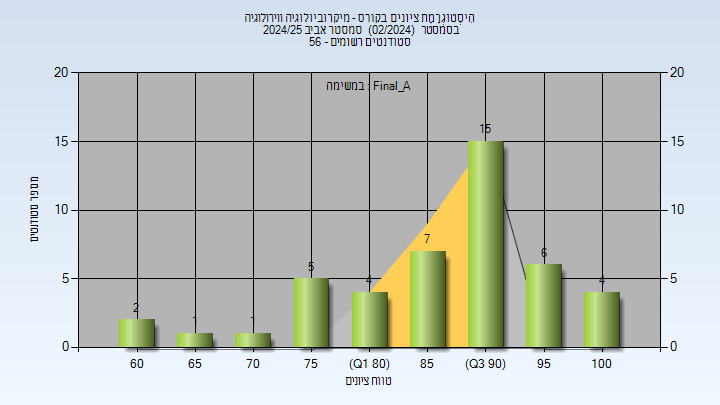 היסטוגרמת ציונים בקורס - מיקרוביולוגיה ווירולוגיה
בסמסטר (02/2024) סמסטר אביב 2024/25
סטודנטים רשומים - 56
במשימה : Final_A
מספר סטודנטים
20 20
15 15
10 10
5 5
0 0
2 1 1 5 4 7 15 6 4
60 65 70 75 (Q1 80) 85 (Q3 90) 95 100
טווח ציונים